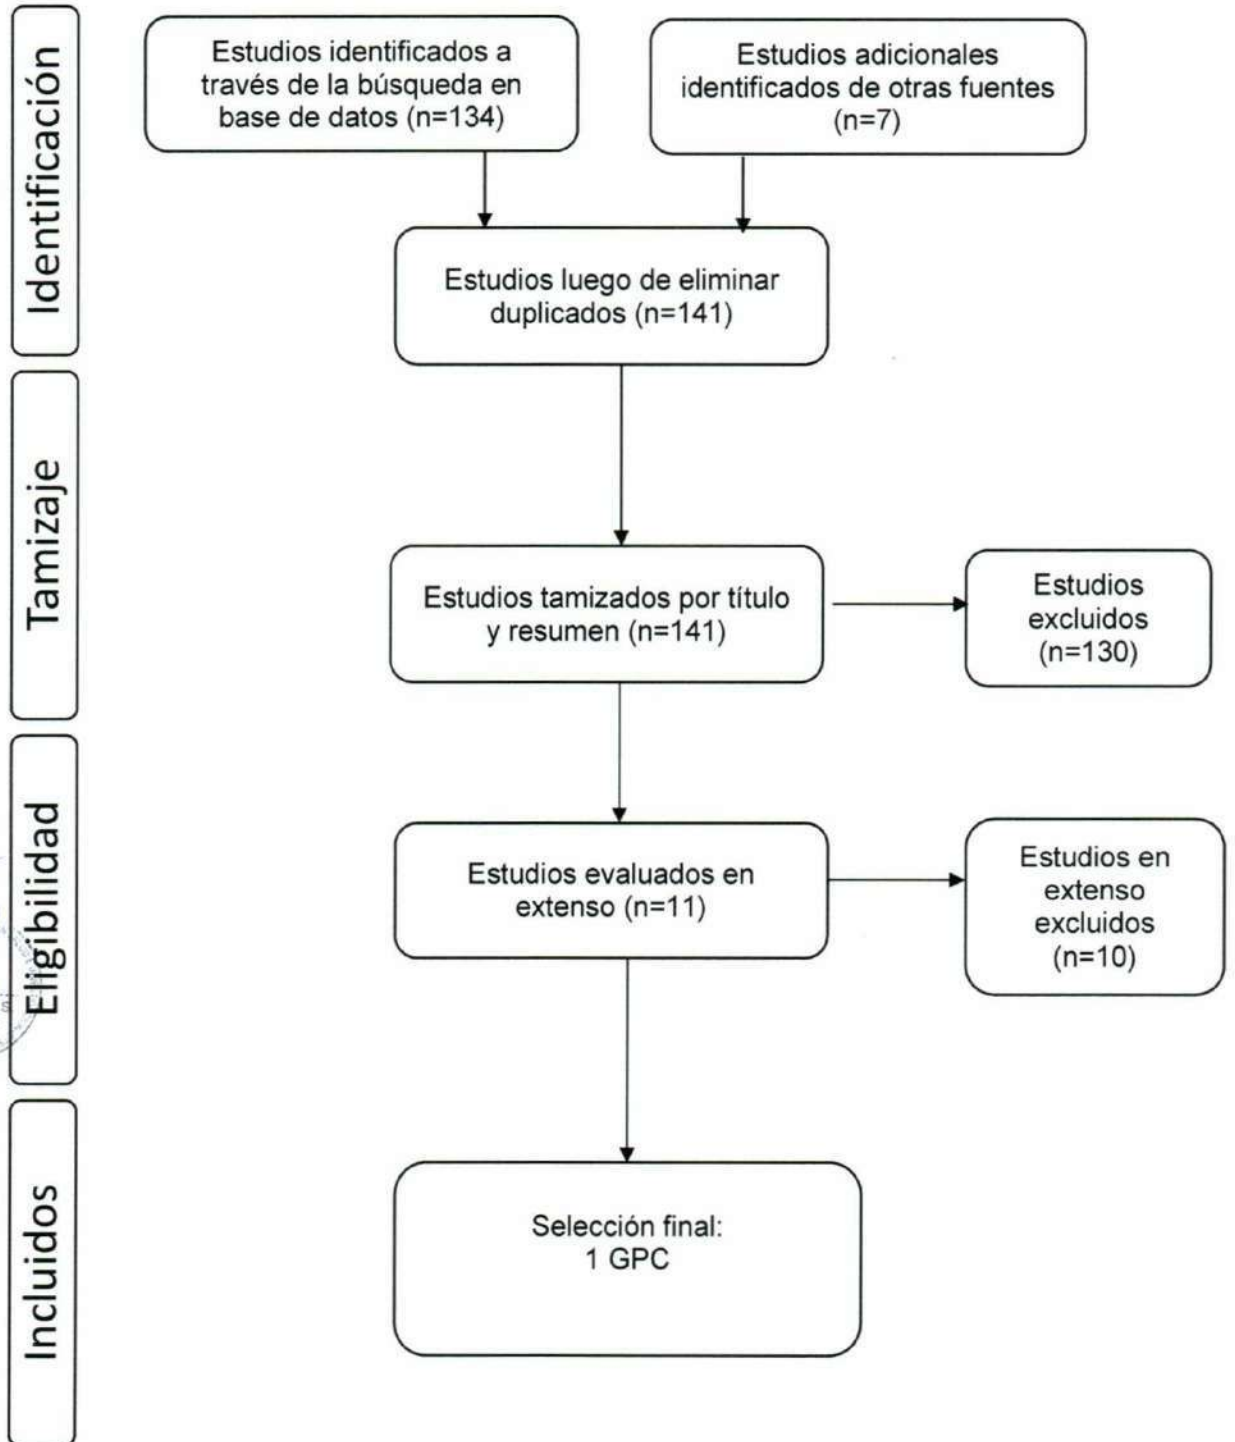 Identificación
Estudios identificados a
través de la búsqueda en
base de datos (n=134)
Estudios adicionales
identificados de otras fuentes
(n=7)
Estudios luego de eliminar
duplicados (n=141)
Tamizaje
Estudios tamizados por título
y resumen (n=141)
Estudios
excluidos
(n=130)
Eligibilidad
Estudios evaluados en
extenso (n=11)
Estudios en
extenso
excluidos
(n=10)
Incluidos
Selección final:
1 GPC